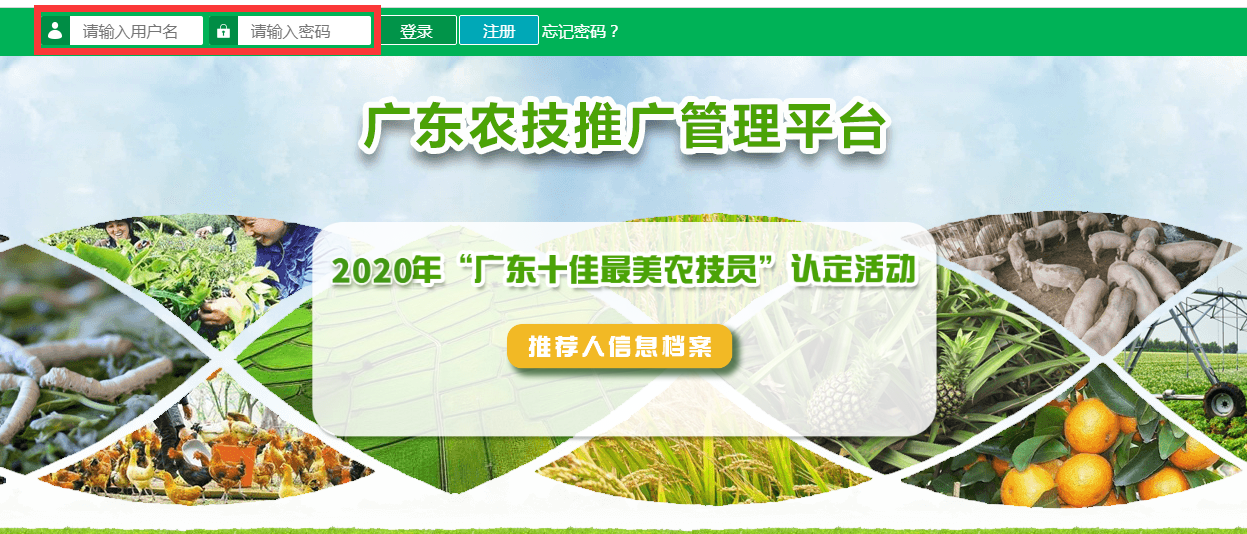 请输入用户名 请输入密码 登录 注册 忘记密码？
广东农技推广管理平台
2020年“广东十佳最美农技员”认定活动
推荐人信息档案